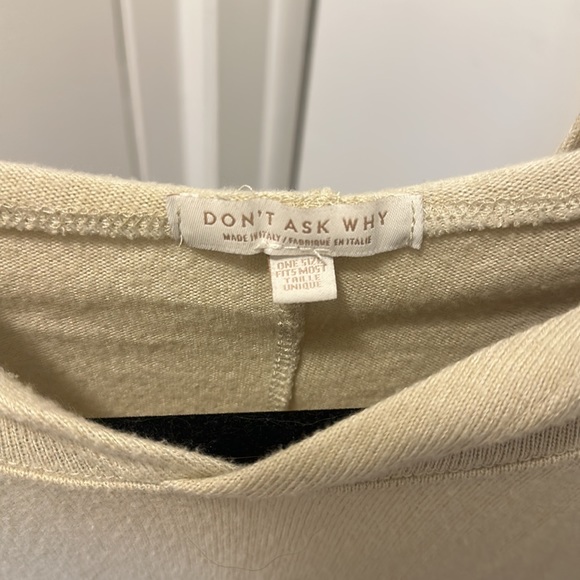 DON'T ASK WHY
MADE IN ITALY / FABRIQUÉ EN ITALIE
ONE SIZE
FITS MOST
TAILLE
UNIQUE